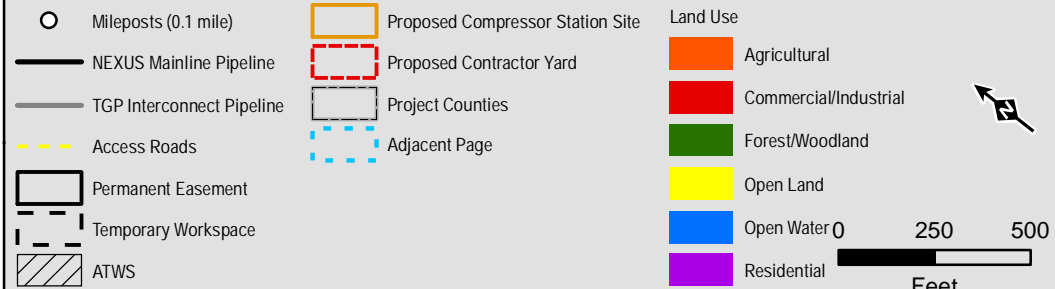 Mileposts (0.1 mile)
NEXUS Mainline Pipeline
TGP Interconnect Pipeline
Access Roads
Permanent Easement
Temporary Workspace
ATWS
Proposed Compressor Station Site
Proposed Contractor Yard
Project Counties
Adjacent Page
Land Use
Agricultural
Commercial/Industrial
Forest/Woodland
Open Land
Open Water
Residential
N
0 250 500
Feet